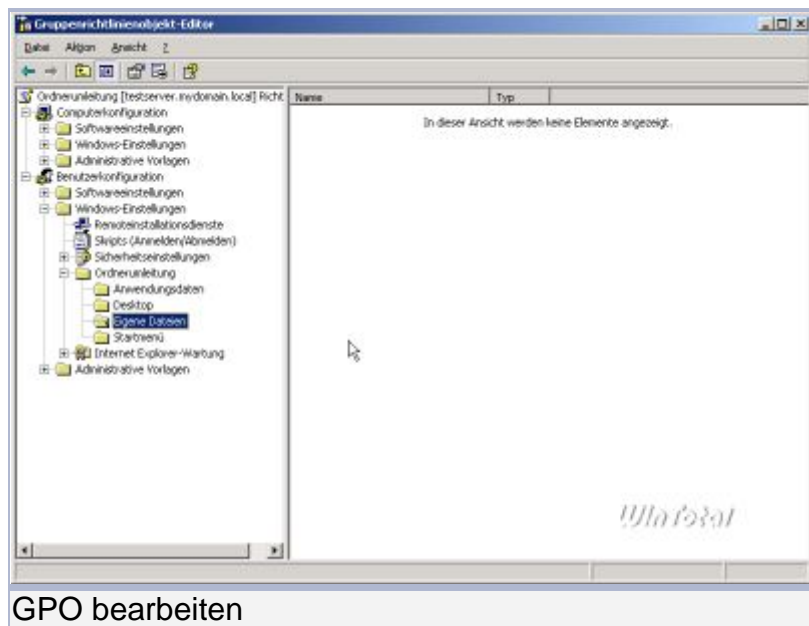 Gruppenrichtlinienobjekt-Editor
Datei Aktion Ansicht ?
Ordnerumleitung [testserver.mydomain.local] Richt
Computerkonfiguration
Softwareeinstellungen
Windows-Einstellungen
Administrative Vorlagen
Benutzerkonfiguration
Softwareeinstellungen
Windows-Einstellungen
Remoteinstallationsdienste
Skripts (Anmelden/Abmelden)
Sicherheitseinstellungen
Ordnerumleitung
Anwendungsdaten
Desktop
Eigene Dateien
Startmenü
Internet Explorer-Wartung
Administrative Vorlagen
Name Typ
In dieser Ansicht werden keine Elemente angezeigt.
WinTotal
GPO bearbeiten